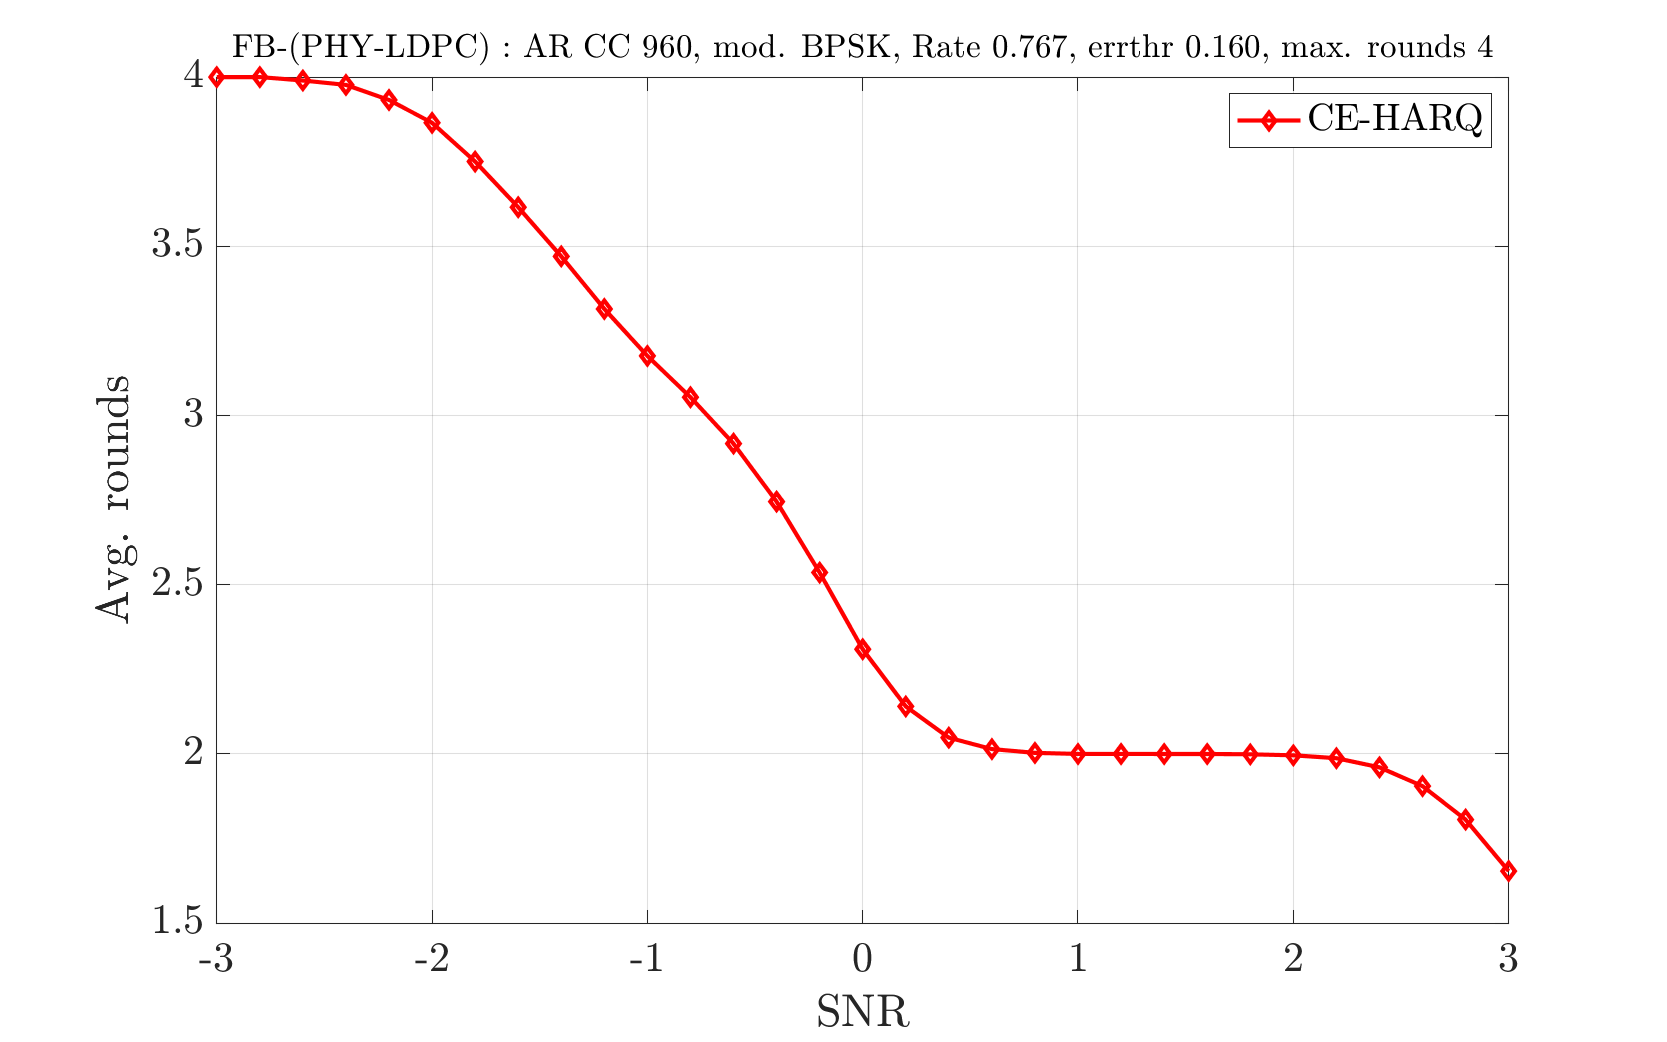 FB-(PHY-LDPC) : AR CC 960, mod. BPSK, Rate 0.767, errthr 0.160, max. rounds 4
CE-HARQ
4
3.5
3
2.5
2
1.5
Avg. rounds
-3 -2 -1 0 1 2 3
SNR